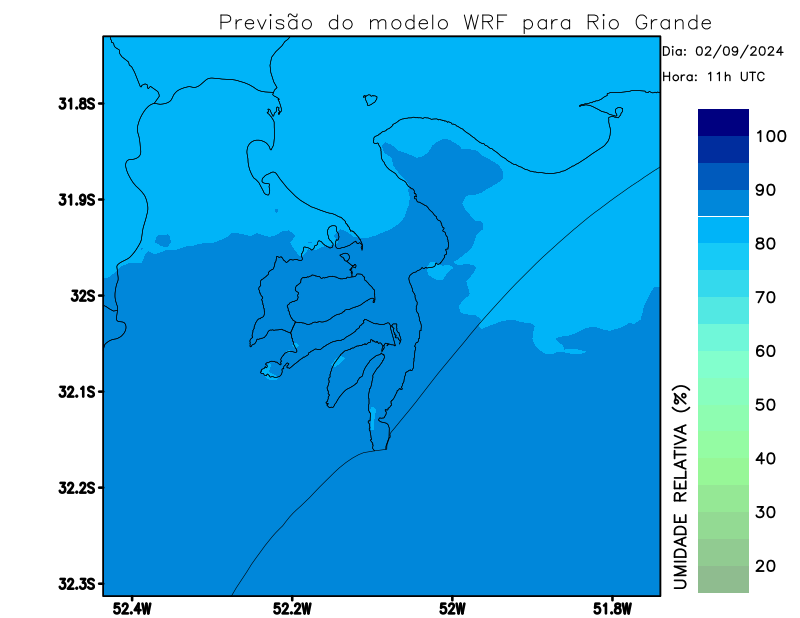 Previsão do modelo WRF para Rio Grande
Dia: 02/09/2024
Hora: 11h UTC
31.8S
31.9S
32S
32.1S
32.2S
32.3S
52.4W
52.2W
52W
51.8W
100
90
80
70
60
50
40
30
20
UMIDADE RELATIVA (%)